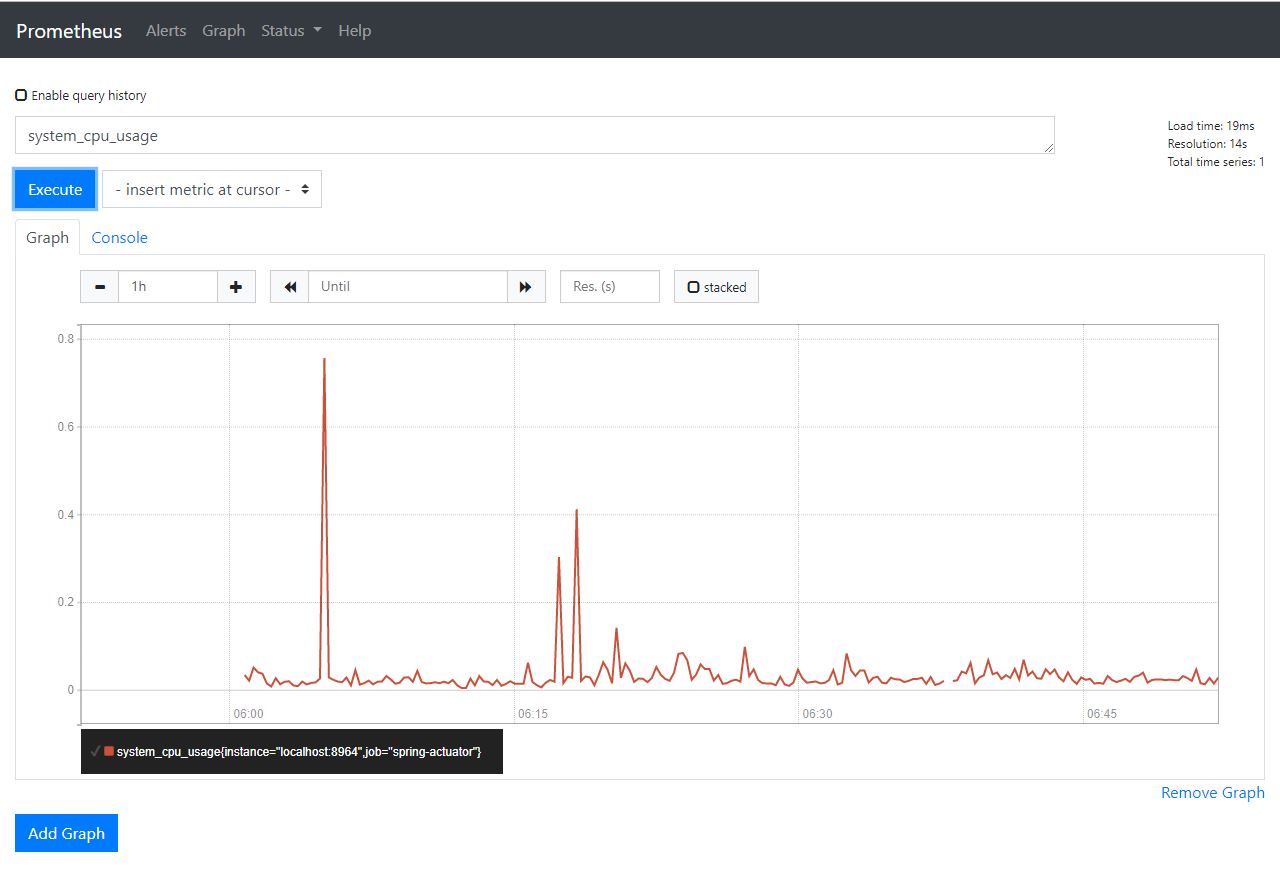 Prometheus Alerts Graph Status Help
Enable query history
system_cpu_usage
Load time: 19ms
Resolution: 14s
Total time series: 1
Execute - insert metric at cursor -
Graph Console
1h Until Res. (s) stacked
0.8
0.6
0.4
0.2
0
06:00 06:15 06:30 06:45
system_cpu_usage{instance="localhost:8964",job="spring-actuator"}
Remove Graph
Add Graph